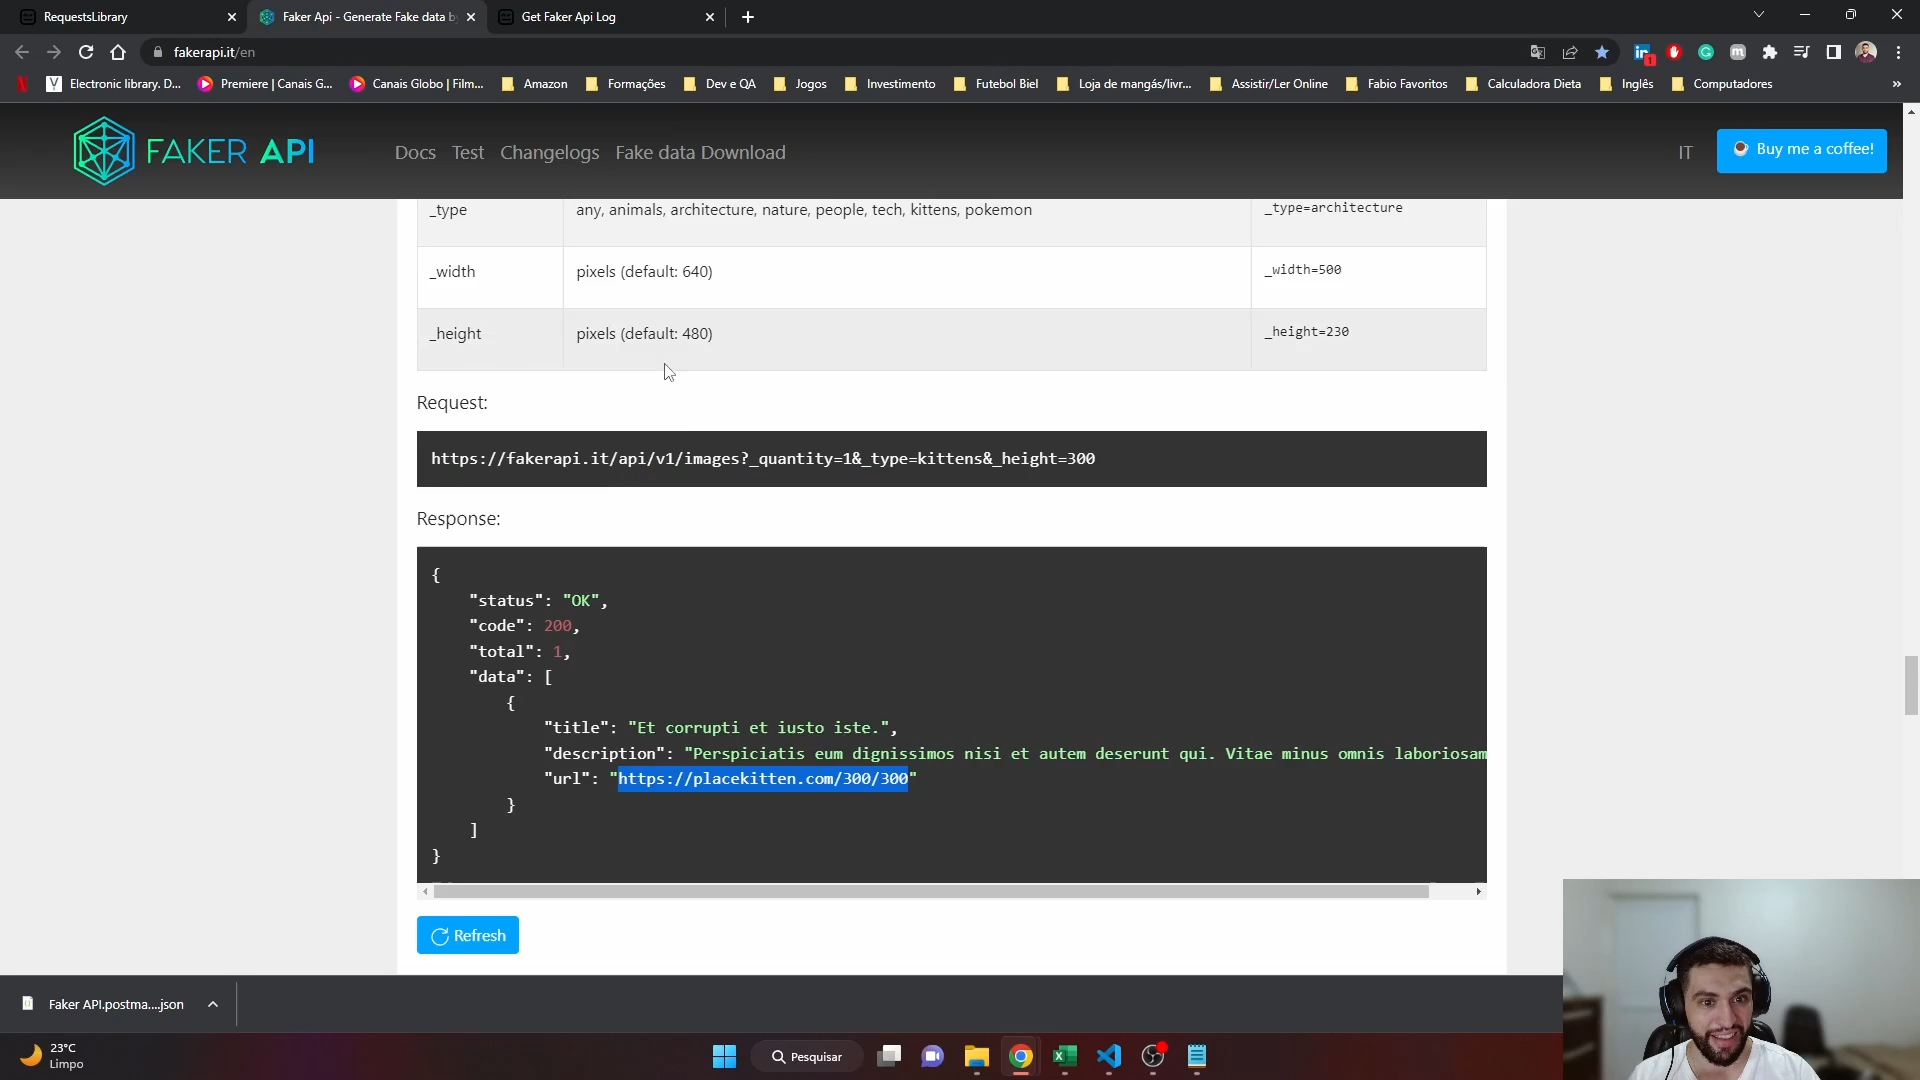 RequestsLibrary
Faker Api - Generate Fake data b
Get Faker Api Log
fakerapi.it/en
Electronic library. D...
Premiere | Canais G...
Canais Globo | Film...
Amazon
Formações
Dev e QA
Jogos
Investimento
Futebol Biel
Loja de mangás/livr...
Assistir/Ler Online
Fabio Favoritos
Calculadora Dieta
Inglês
Computadores
»
FAKER API
Docs
Test
Changelogs
Fake data Download
IT
Buy me a coffee!
_type
any, animals, architecture, nature, people, tech, kittens, pokemon
_type=architecture
_width
pixels (default: 640)
_width=500
_height
pixels (default: 480)
_height=230
Request:
https://fakerapi.it/api/v1/images?_quantity=1&_type=kittens&_height=300
Response:
{
"status": "OK",
"code": 200,
"total": 1,
"data": [
{
"title": "Et corrupti et iusto iste.",
"description": "Perspiciatis eum dignissimos nisi et autem deserunt qui. Vitae minus omnis laboriosam
"url": "https://placekitten.com/300/300"
}
]
}
Refresh
Faker API.postma....json
23°C
Limpo
Pesquisar